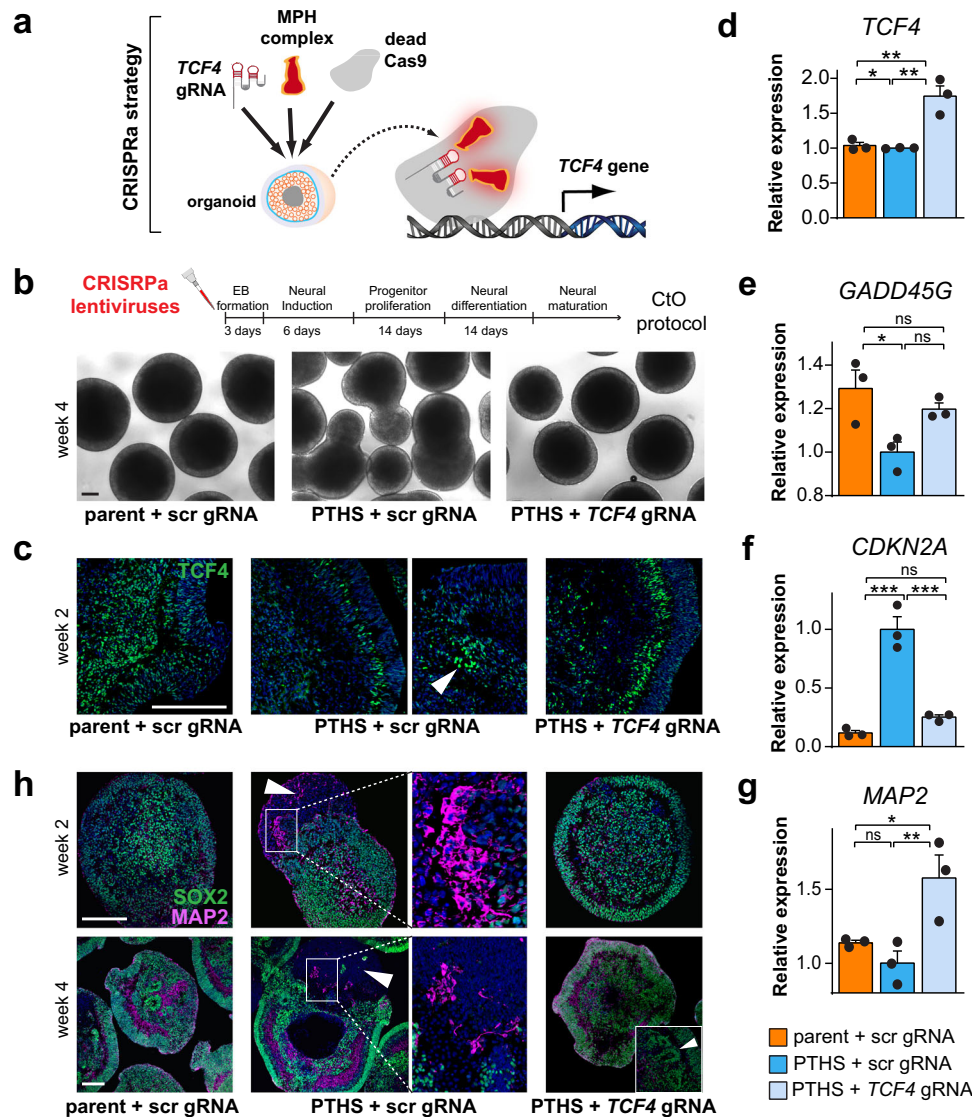 a
CRISPRa strategy
TCF4
gRNA
MPH
complex
dead
Cas9
organoid
TCF4 gene
b
CRISRPa
lentiviruses
EB
formation
Neural
Induction
Progenitor
proliferation
Neural
differentiation
Neural
maturation
3 days
6 days
14 days
14 days
CtO
protocol
week 4
parent + scr gRNA
PTHS + scr gRNA
PTHS + TCF4 gRNA
c
week 2
TCF4
parent + scr gRNA
PTHS + scr gRNA
PTHS + TCF4 gRNA
h
week 2
SOX2
MAP2
week 4
parent + scr gRNA
PTHS + scr gRNA
PTHS + TCF4 gRNA
d
TCF4
Relative expression
**
* **
2.0
1.5
1.0
0.0
e
GADD45G
Relative expression
ns
* ns
1.4
1.2
1.0
0.8
f
CDKN2A
Relative expression
ns
*** ***
1.0
0.5
0.0
g
MAP2
Relative expression
*
ns **
1.5
1.0
parent + scr gRNA
PTHS + scr gRNA
PTHS + TCF4 gRNA